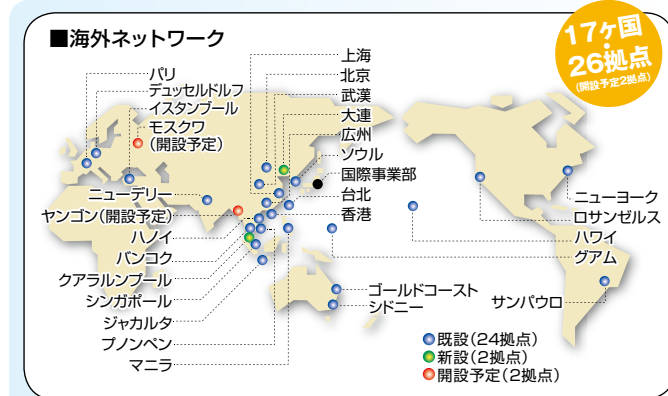 ■海外ネットワーク
17ヶ国・
26拠点
(開設予定2拠点)
パリ
デュッセルドルフ
イスタンブール
モスクワ
(開設予定)
ニューデリー
ヤンゴン(開設予定)
ハノイ
バンコク
クアラルンプール
シンガポール
ジャカルタ
プノンペン
マニラ
上海
北京
武漢
大連
広州
ソウル
国際事業部
台北
香港
ニューヨーク
ロサンゼルス
ハワイ
グアム
ゴールドコースト
シドニー
サンパウロ
既設(24拠点)
新設(2拠点)
開設予定(2拠点)